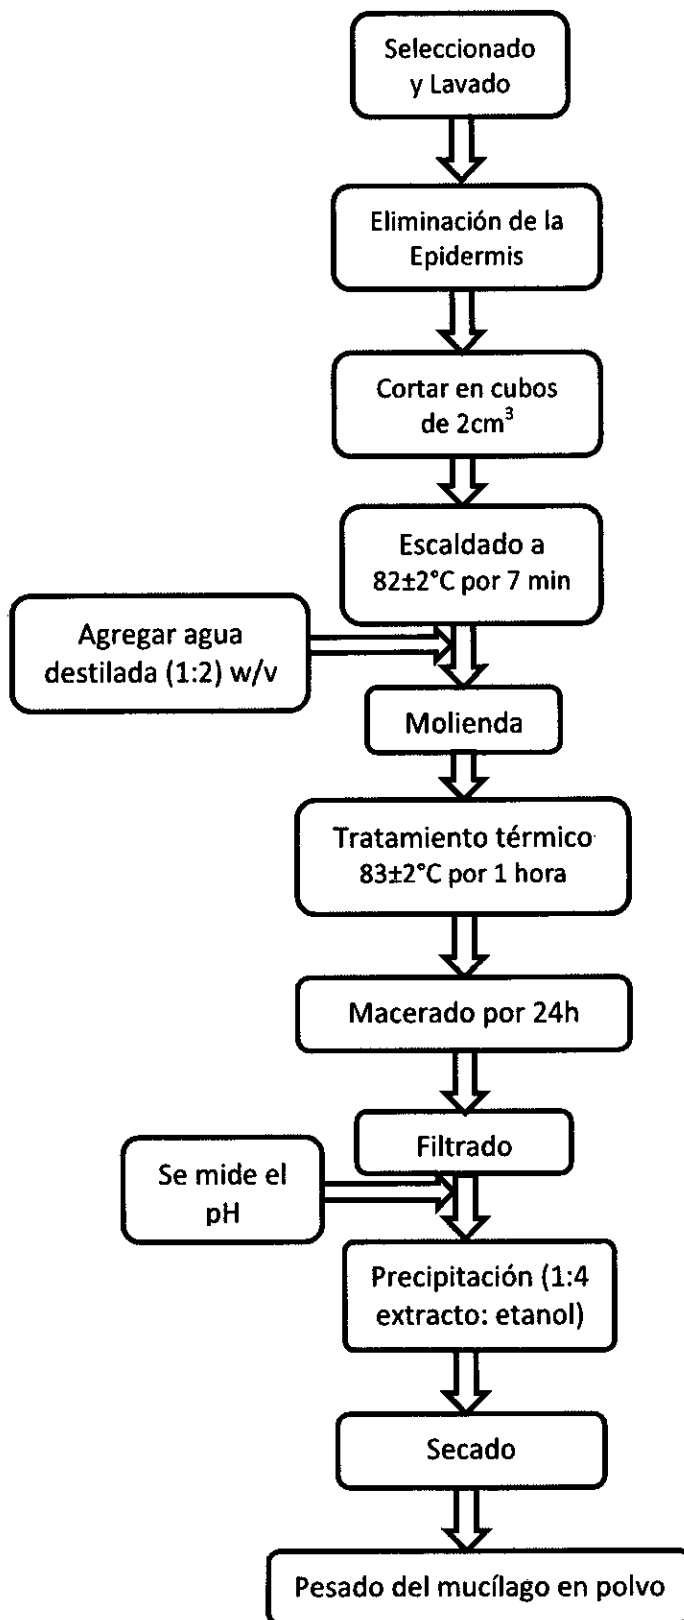 Seleccionado
y Lavado
Eliminación de la
Epidermis
Cortar en cubos
de 2cm³
Escaldado a
82±2°C por 7 min
Agregar agua
destilada (1:2) w/v
Molienda
Tratamiento térmico
83±2°C por 1 hora
Macerado por 24h
Filtrado
Se mide el
pH
Precipitación (1:4
extracto: etanol)
Secado
Pesado del mucílago en polvo